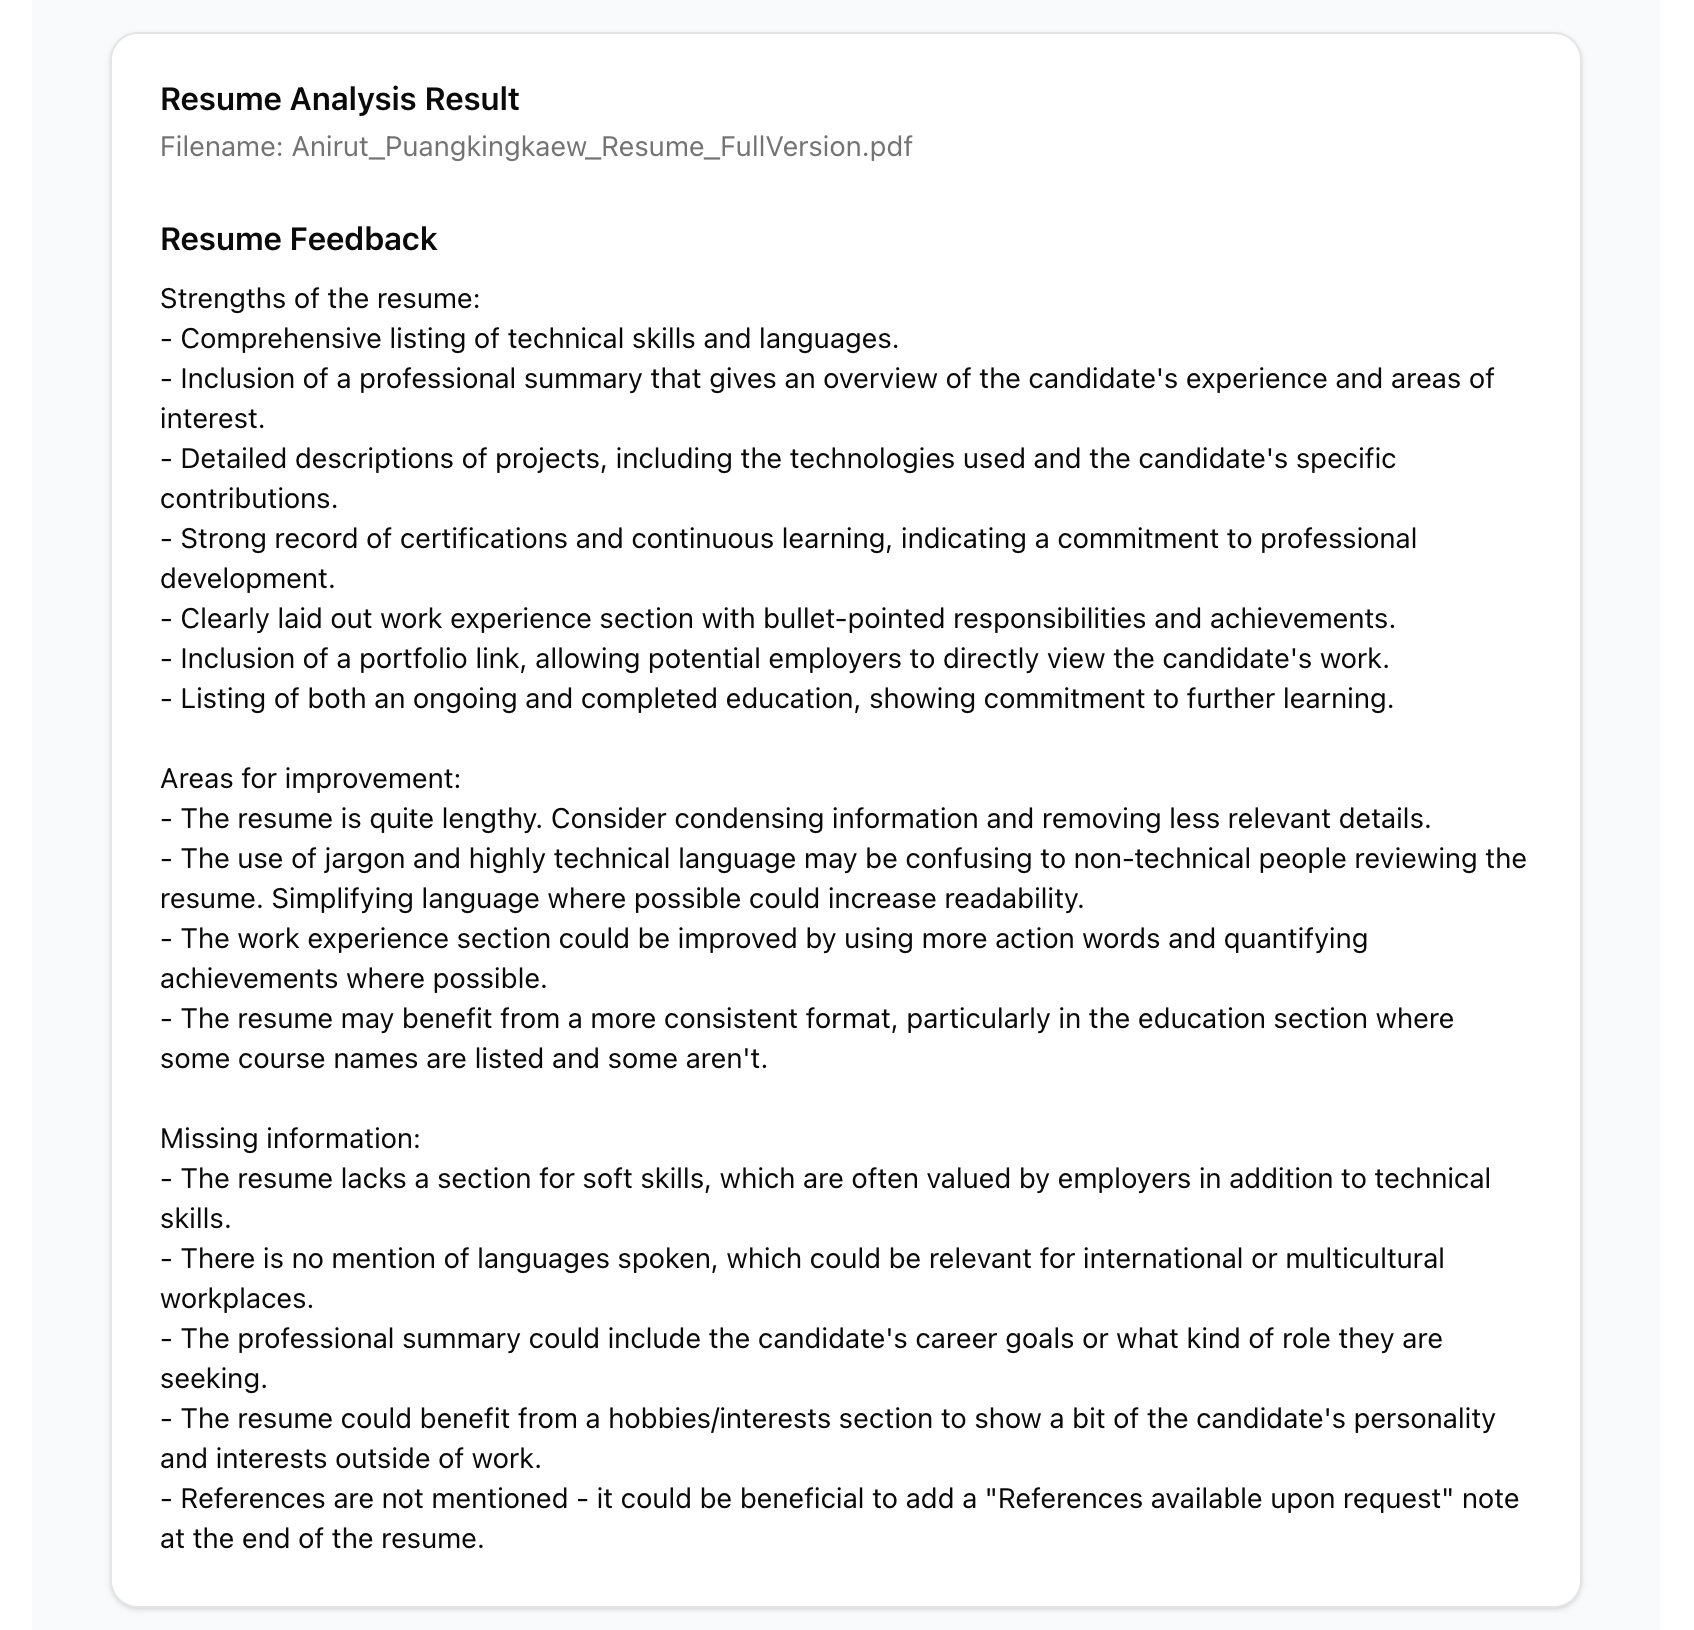 Resume Analysis Result
Filename: Anirut_Puangkingkaew_Resume_FullVersion.pdf
Resume Feedback
Strengths of the resume:
- Comprehensive listing of technical skills and languages.
- Inclusion of a professional summary that gives an overview of the candidate's experience and areas of
interest.
- Detailed descriptions of projects, including the technologies used and the candidate's specific
contributions.
- Strong record of certifications and continuous learning, indicating a commitment to professional
development.
- Clearly laid out work experience section with bullet-pointed responsibilities and achievements.
- Inclusion of a portfolio link, allowing potential employers to directly view the candidate's work.
- Listing of both an ongoing and completed education, showing commitment to further learning.
Areas for improvement:
- The resume is quite lengthy. Consider condensing information and removing less relevant details.
- The use of jargon and highly technical language may be confusing to non-technical people reviewing the
resume. Simplifying language where possible could increase readability.
- The work experience section could be improved by using more action words and quantifying
achievements where possible.
- The resume may benefit from a more consistent format, particularly in the education section where
some course names are listed and some aren't.
Missing information:
- The resume lacks a section for soft skills, which are often valued by employers in addition to technical
skills.
- There is no mention of languages spoken, which could be relevant for international or multicultural
workplaces.
- The professional summary could include the candidate's career goals or what kind of role they are
seeking.
- The resume could benefit from a hobbies/interests section to show a bit of the candidate's personality
and interests outside of work.
- References are not mentioned - it could be beneficial to add a "References available upon request" note
at the end of the resume.